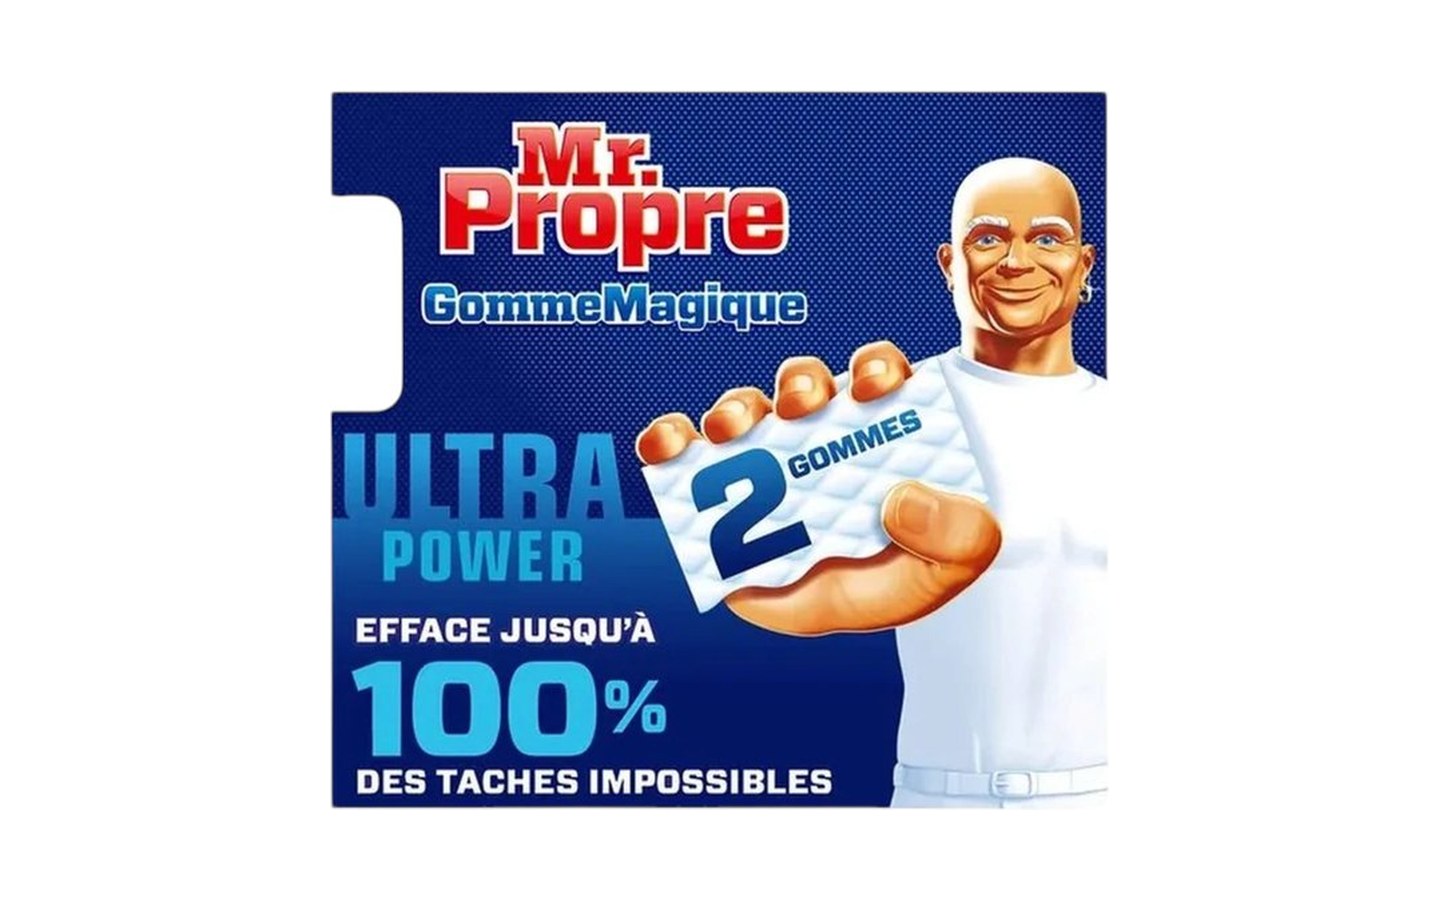 Mr.
Propre
GommeMagique
2 GOMMES
ULTRA
POWER
EFFACE JUSQU'À
100%
DES TACHES IMPOSSIBLES